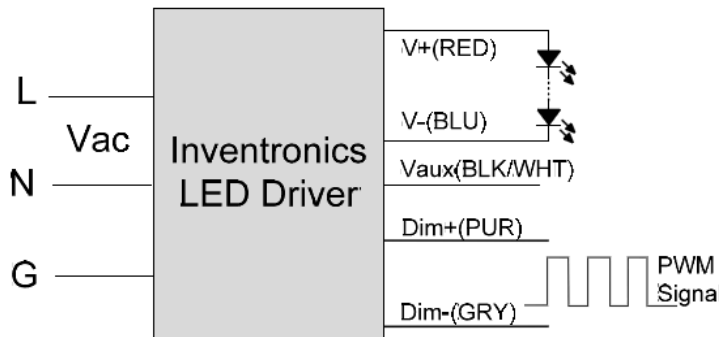 L
Vac
N
G
Inventronics
LED Driver
V+(RED)
V-(BLU)
Vaux(BLK/WHT)
Dim+(PUR)
Dim-(GRY)
PWM
Signal